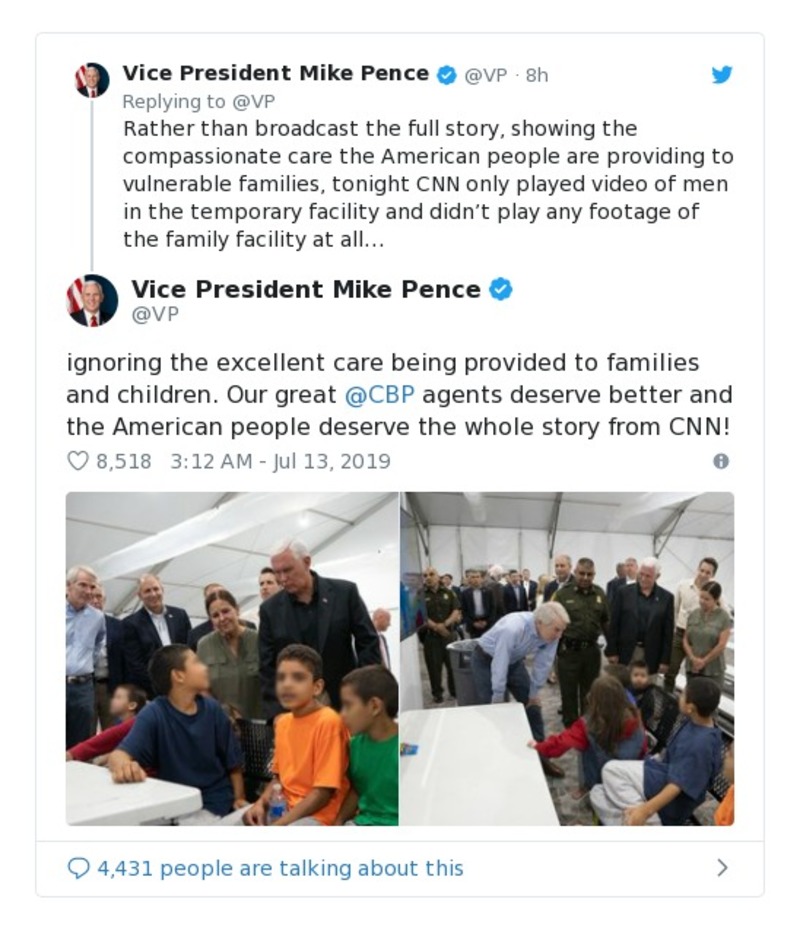 Vice President Mike Pence @VP · 8h
Replying to @VP
Rather than broadcast the full story, showing the
compassionate care the American people are providing to
vulnerable families, tonight CNN only played video of men
in the temporary facility and didn’t play any footage of
the family facility at all…
Vice President Mike Pence
@VP
ignoring the excellent care being provided to families
and children. Our great @CBP agents deserve better and
the American people deserve the whole story from CNN!
8,518 3:12 AM - Jul 13, 2019
4,431 people are talking about this